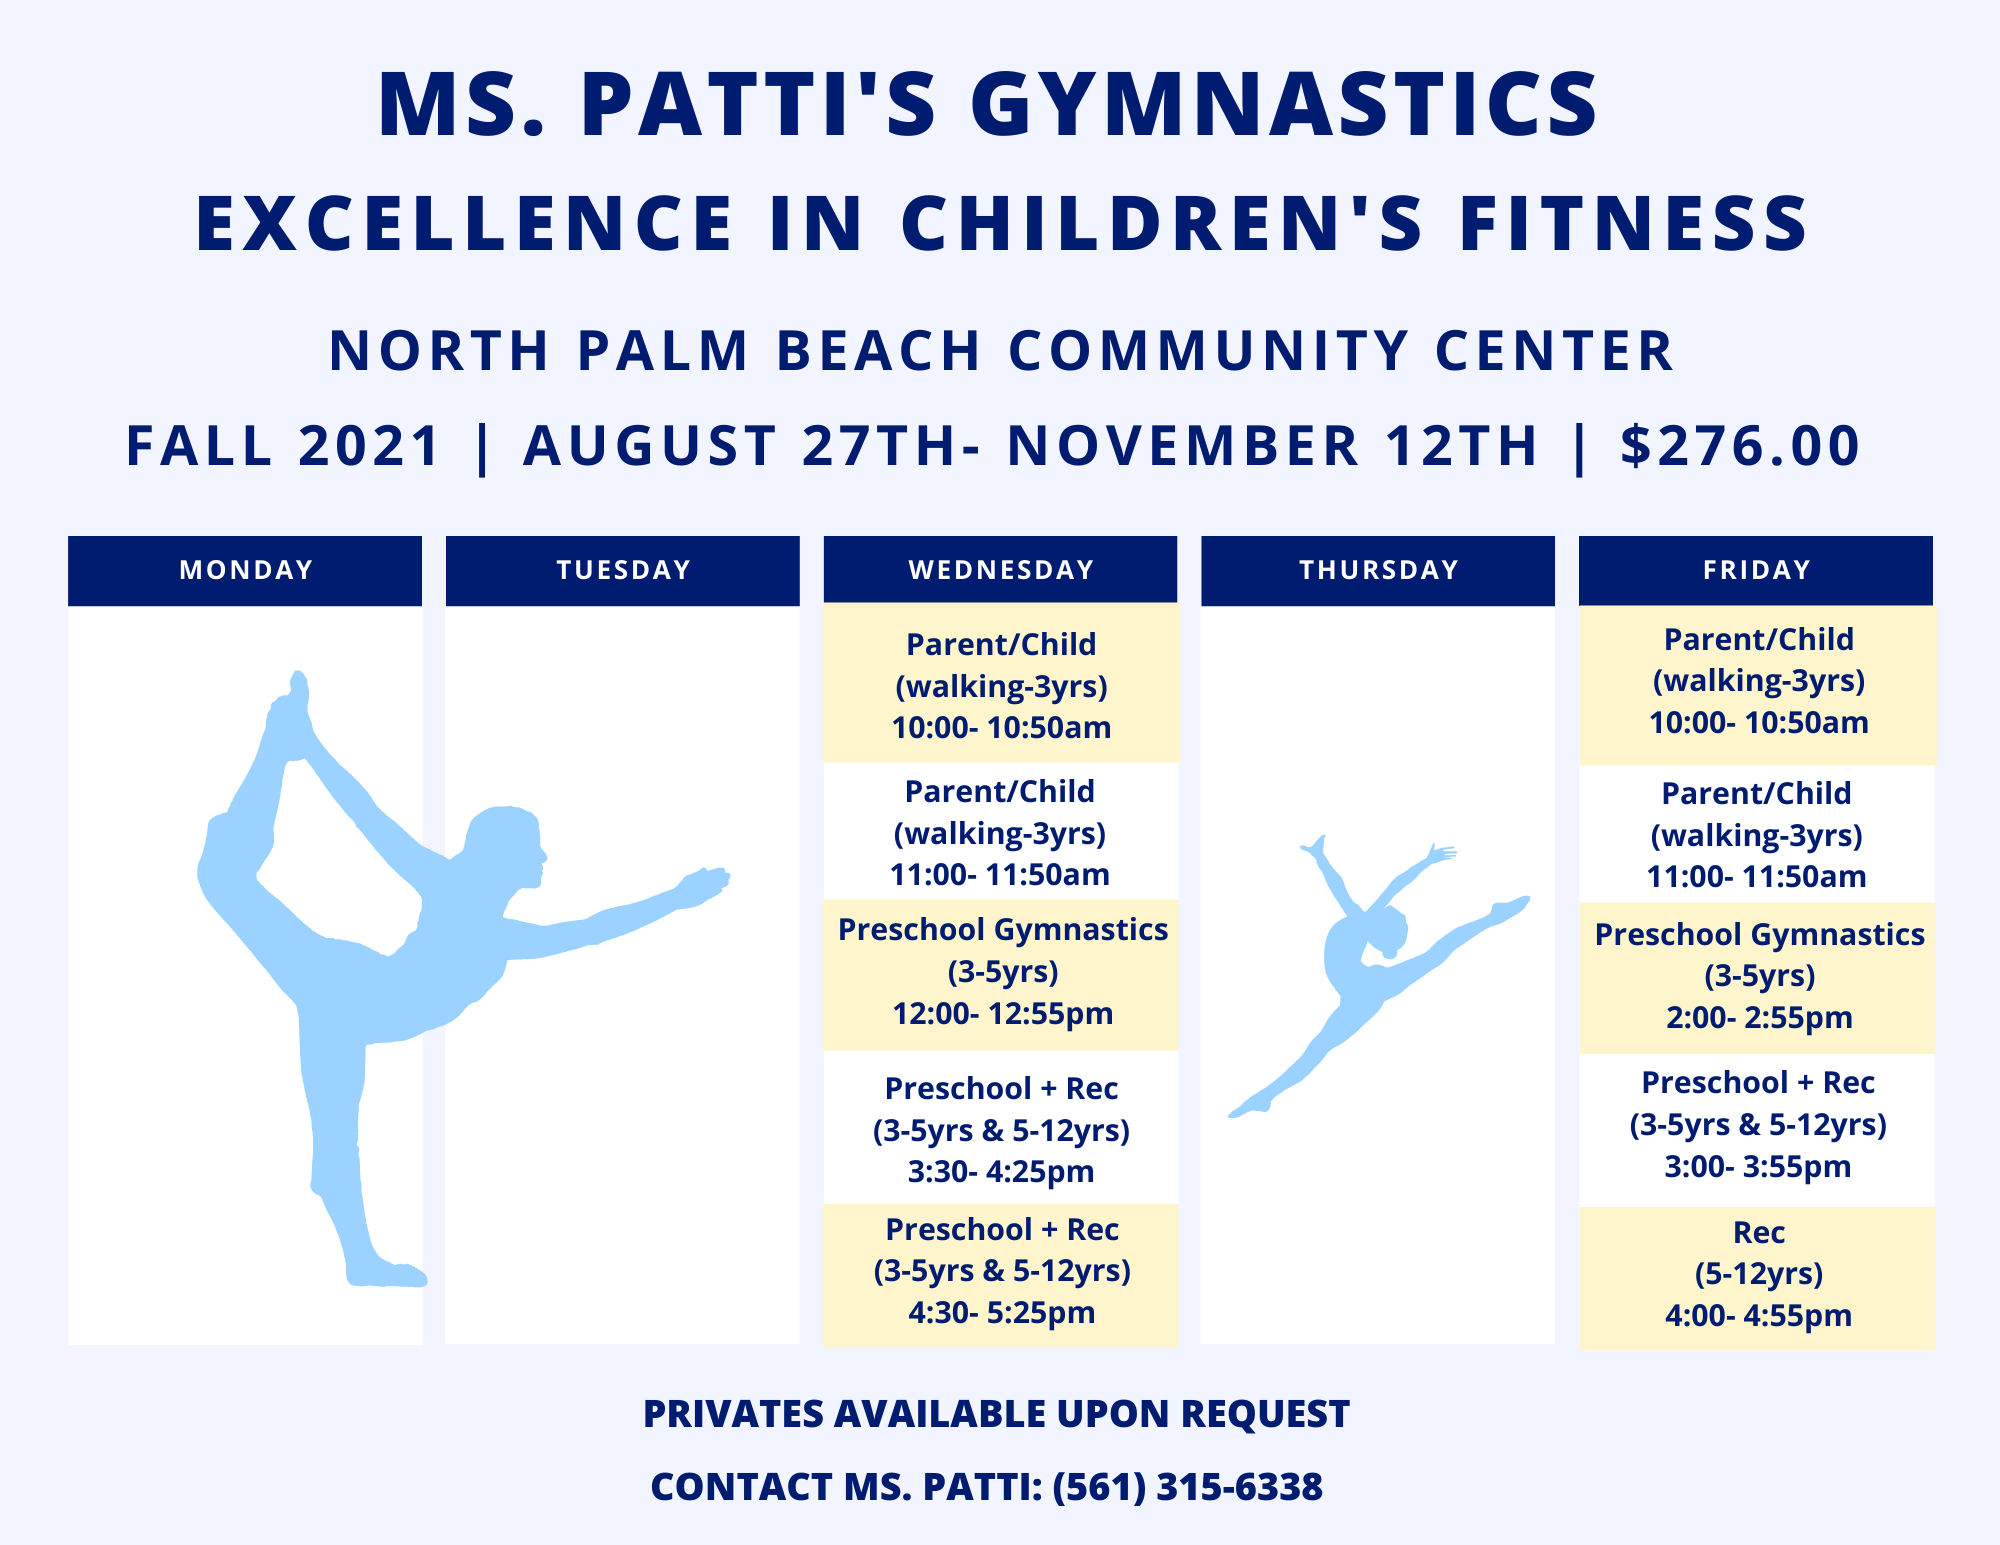 MS. PATTI'S GYMNASTICS
EXCELLENCE IN CHILDREN'S FITNESS
NORTH PALM BEACH COMMUNITY CENTER
FALL 2021 | AUGUST 27TH- NOVEMBER 12TH | $276.00
MONDAY
TUESDAY
WEDNESDAY
Parent/Child
(walking-3yrs)
10:00- 10:50am
Parent/Child
(walking-3yrs)
11:00- 11:50am
Preschool Gymnastics
(3-5yrs)
12:00- 12:55pm
Preschool + Rec
(3-5yrs & 5-12yrs)
3:30- 4:25pm
Preschool + Rec
(3-5yrs & 5-12yrs)
4:30- 5:25pm
THURSDAY
FRIDAY
Parent/Child
(walking-3yrs)
10:00- 10:50am
Parent/Child
(walking-3yrs)
11:00- 11:50am
Preschool Gymnastics
(3-5yrs)
2:00- 2:55pm
Preschool + Rec
(3-5yrs & 5-12yrs)
3:00- 3:55pm
Rec
(5-12yrs)
4:00- 4:55pm
PRIVATES AVAILABLE UPON REQUEST
CONTACT MS. PATTI: (561) 315-6338